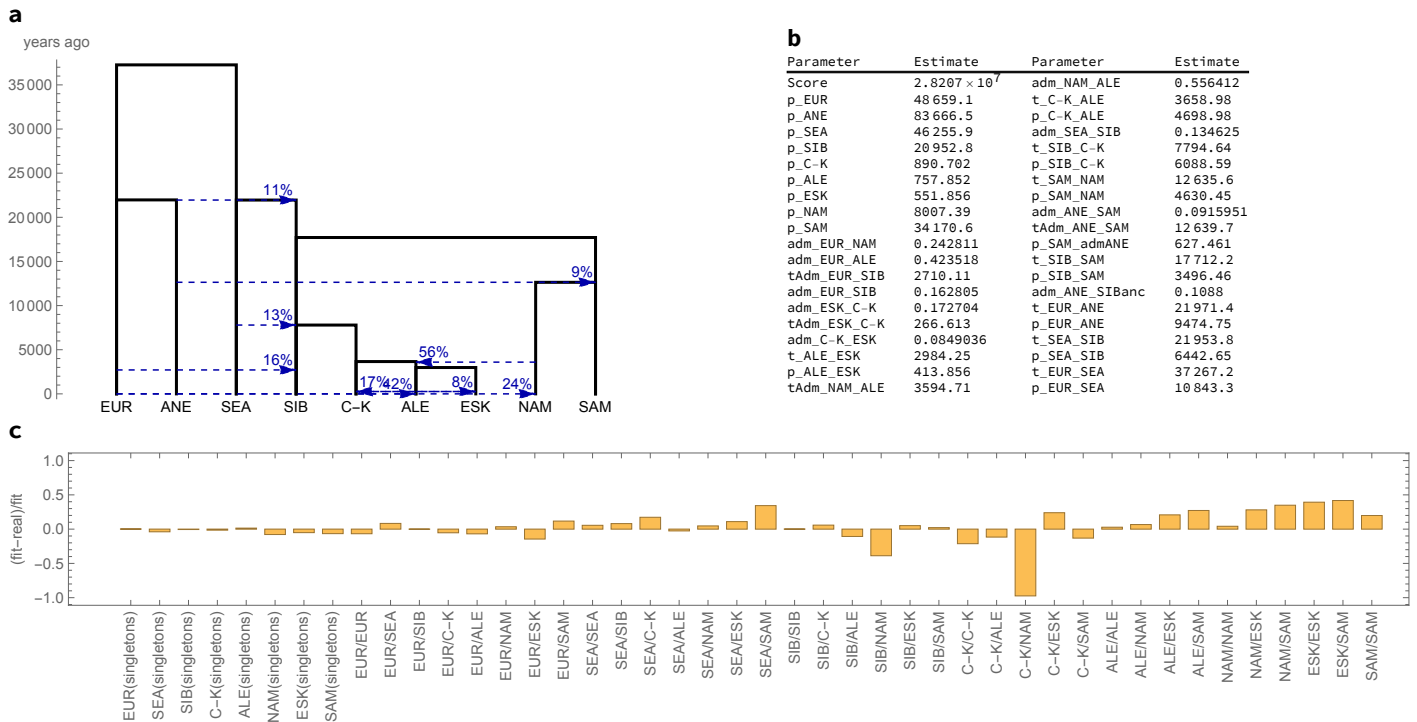 a
years ago
35000
30000
25000
20000
15000
10000
5000
0
11%
9%
13%
56%
16%
17%
42%
8%
24%
EUR ANE SEA SIB C-K ALE ESK NAM SAM
b
Parameter Estimate Parameter Estimate
Score 2.8207 × 10^7 adm_NAM_ALE 0.556412
p_EUR 48659.1 t_C-K_ALE 3658.98
p_ANE 83666.5 p_C-K_ALE 4698.98
p_SEA 46255.9 adm_SEA_SIB 0.134625
p_SIB 20952.8 t_SIB_C-K 7794.64
p_C-K 890.702 p_SIB_C-K 6088.59
p_ALE 757.852 t_SAM_NAM 12635.6
p_ESK 551.856 p_SAM_NAM 4630.45
p_NAM 8007.39 adm_ANE_SAM 0.0915951
p_SAM 34170.6 tAdm_ANE_SAM 12639.7
adm_EUR_NAM 0.242811 p_SAM_admANE 627.461
adm_EUR_ALE 0.423518 t_SIB_SAM 17712.2
tAdm_EUR_SIB 2710.11 p_SIB_SAM 3496.46
adm_EUR_SIB 0.162805 adm_ANE_SIBanc 0.1088
adm_ESK_C-K 0.172704 t_EUR_ANE 21971.4
tAdm_ESK_C-K 266.613 p_EUR_ANE 9474.75
adm_C-K_ESK 0.0849036 t_SEA_SIB 21953.8
t_ALE_ESK 2984.25 p_SEA_SIB 6442.65
p_ALE_ESK 413.856 t_EUR_SEA 37267.2
tAdm_NAM_ALE 3594.71 p_EUR_SEA 10843.3
c
(fit-real)/fit
1.0
0.5
0.0
-0.5
-1.0
EUR(singletons)
SEA(singletons)
SIB(singletons)
C-K(singletons)
ALE(singletons)
NAM(singletons)
ESK(singletons)
SAM(singletons)
EUR/EUR
EUR/SEA
EUR/SIB
EUR/C-K
EUR/ALE
EUR/NAM
EUR/ESK
EUR/SAM
SEA/SEA
SEA/SIB
SEA/C-K
SEA/ALE
SEA/NAM
SEA/ESK
SEA/SAM
SIB/SIB
SIB/C-K
SIB/ALE
SIB/NAM
SIB/ESK
SIB/SAM
C-K/C-K
C-K/ALE
C-K/NAM
C-K/ESK
C-K/SAM
ALE/ALE
ALE/NAM
ALE/ESK
ALE/SAM
NAM/NAM
NAM/ESK
NAM/SAM
ESK/ESK
ESK/SAM
SAM/SAM